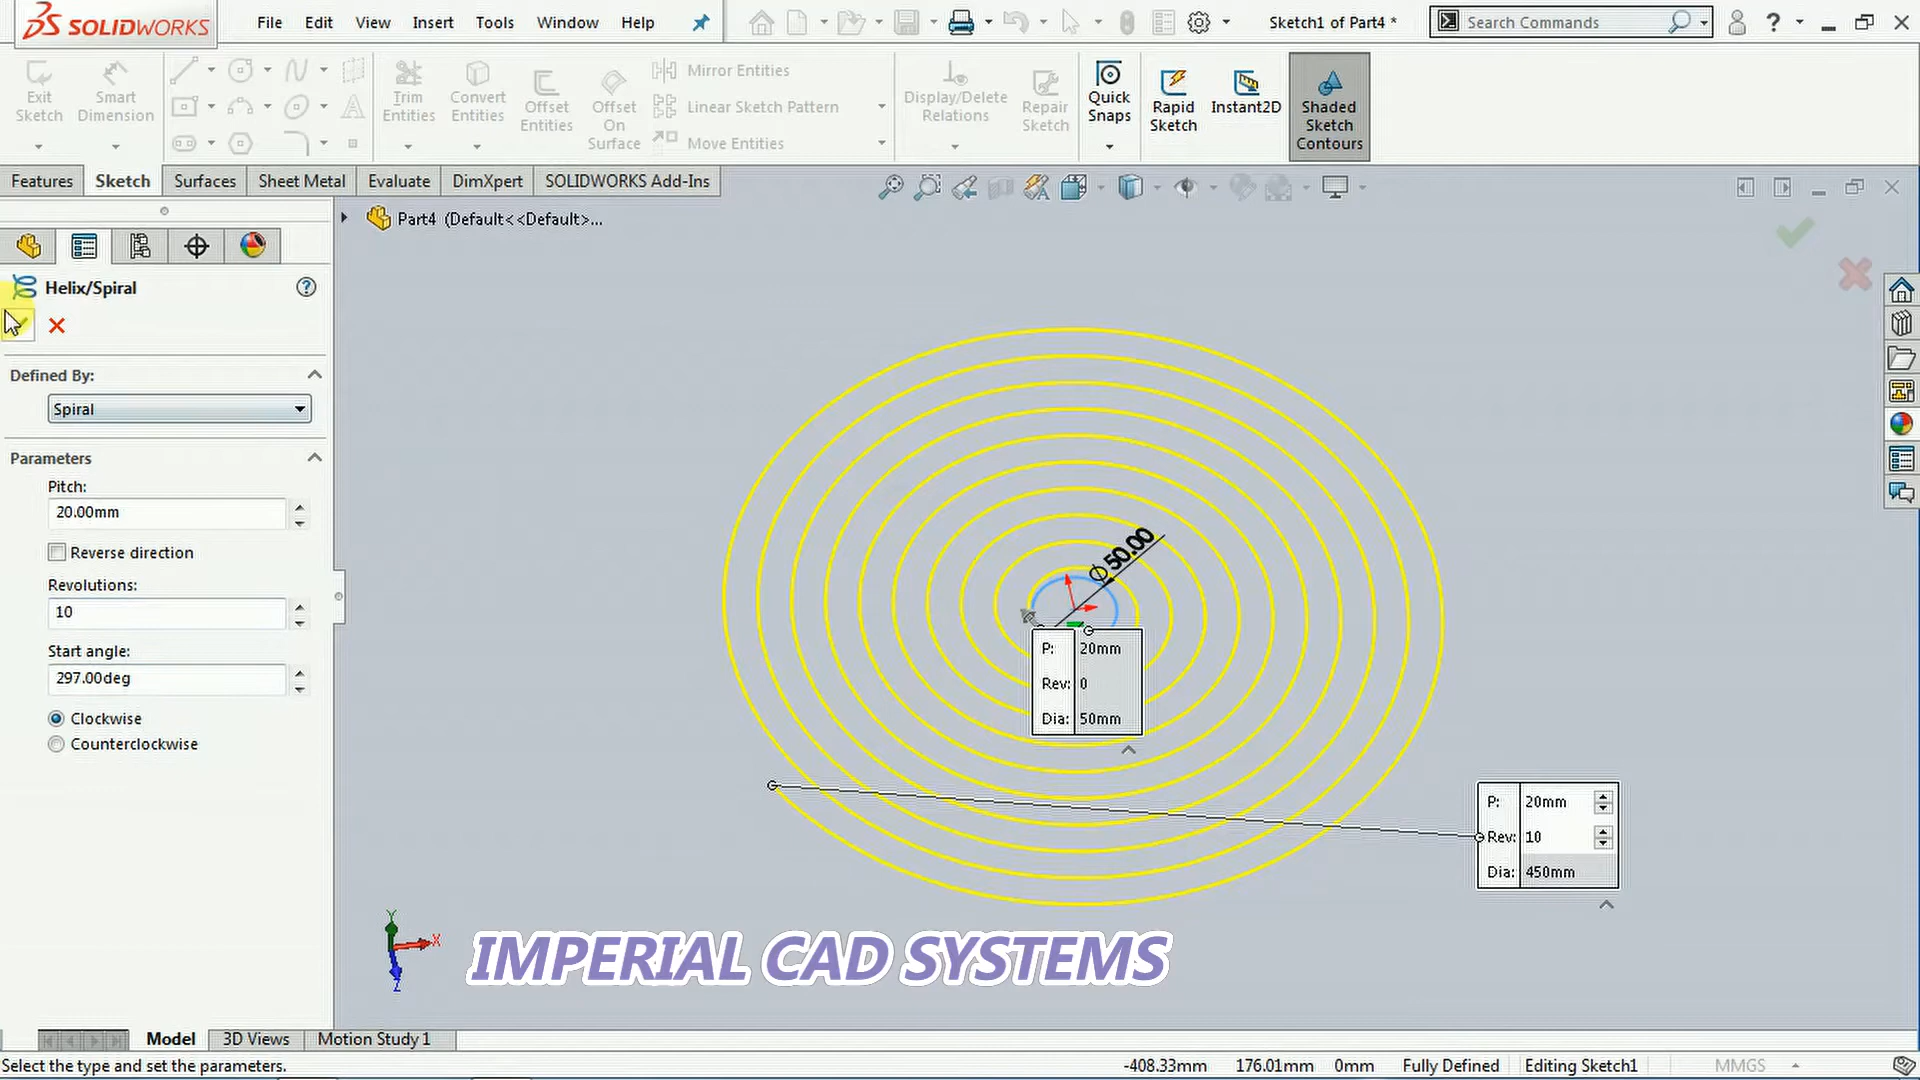 SOLIDWORKS
File Edit View Insert Tools Window Help
Sketch1 of Part4 *
Search Commands
Exit Sketch
Smart Dimension
Trim Entities
Convert Entities
Offset Entities
Offset On Surface
Mirror Entities
Linear Sketch Pattern
Move Entities
Display/Delete Relations
Repair Sketch
Quick Snaps
Rapid Sketch
Instant2D
Shaded Sketch Contours
Features Sketch Surfaces Sheet Metal Evaluate DimXpert SOLIDWORKS Add-Ins
Part4 (Default<<Default>...
Helix/Spiral
Defined By:
Spiral
Parameters
Pitch:
20.00mm
Reverse direction
Revolutions:
10
Start angle:
297.00deg
Clockwise
Counterclockwise
Ø50.00
P: 20mm
Rev: 0
Dia: 50mm
P: 20mm
Rev: 10
Dia: 450mm
Y
X
Z
IMPERIAL CAD SYSTEMS
Model 3D Views Motion Study 1
Select the type and set the parameters.
-408.33mm 176.01mm 0mm Fully Defined Editing Sketch1 MMGS